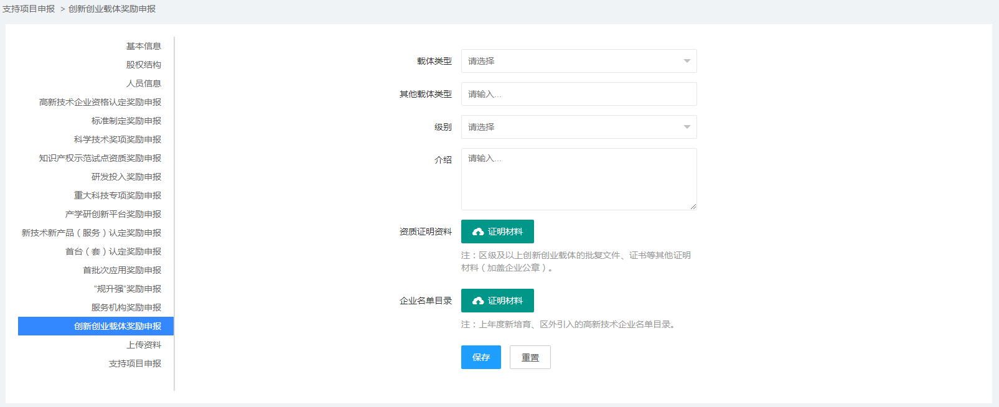 支持项目申报 > 创新创业载体奖励申报
基本信息
股权结构
人员信息
高新技术企业资格认定奖励申报
标准制定奖励申报
科学技术奖项奖励申报
知识产权示范试点资质奖励申报
研发投入奖励申报
重大科技专项奖励申报
产学研创新平台奖励申报
新技术新产品（服务）认定奖励申报
首台（套）认定奖励申报
首批次应用奖励申报
"规升强"奖励申报
服务机构奖励申报
创新创业载体奖励申报
上传资料
支持项目申报
载体类型 请选择
其他载体类型 请输入...
级别 请选择
介绍 请输入...
资质证明资料 证明材料
注：区级及以上创新创业载体的批复文件、证书等其他证明
材料（加盖企业公章）。
企业名单目录 证明材料
注：上年度新培育、区外引入的高新技术企业名单目录。
保存 重置